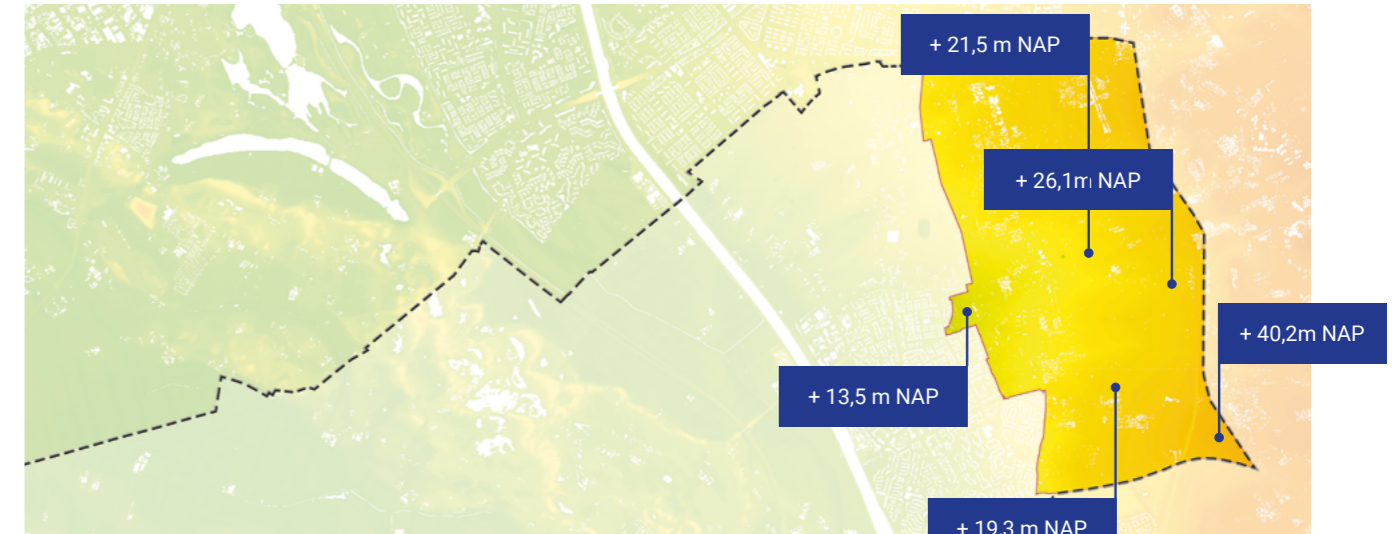 + 21,5 m NAP
+ 26,1m NAP
+ 40,2m NAP
+ 13,5 m NAP
+ 19,3 m NAP